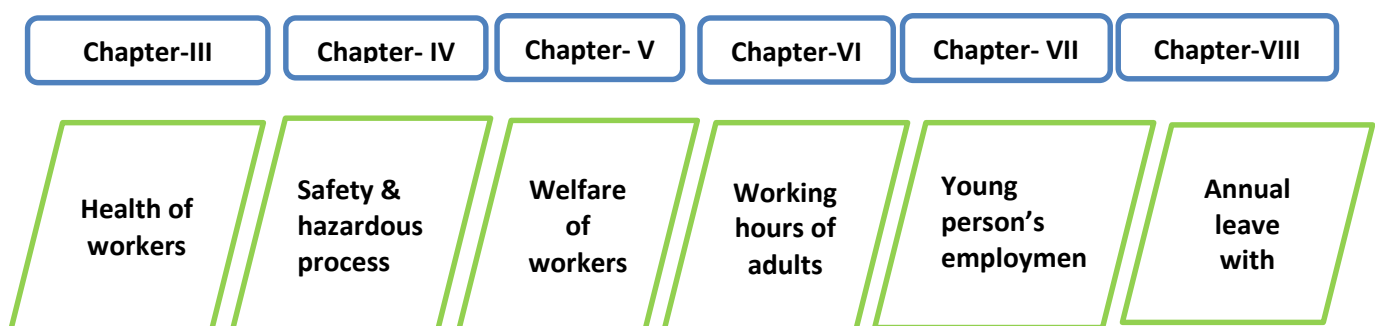 Chapter-III
Chapter- IV
Chapter- V
Chapter-VI
Chapter- VII
Chapter-VIII
Health of
workers
Safety &
hazardous
process
Welfare
of
workers
Working
hours of
adults
Young
person’s
employmen
Annual
leave
with